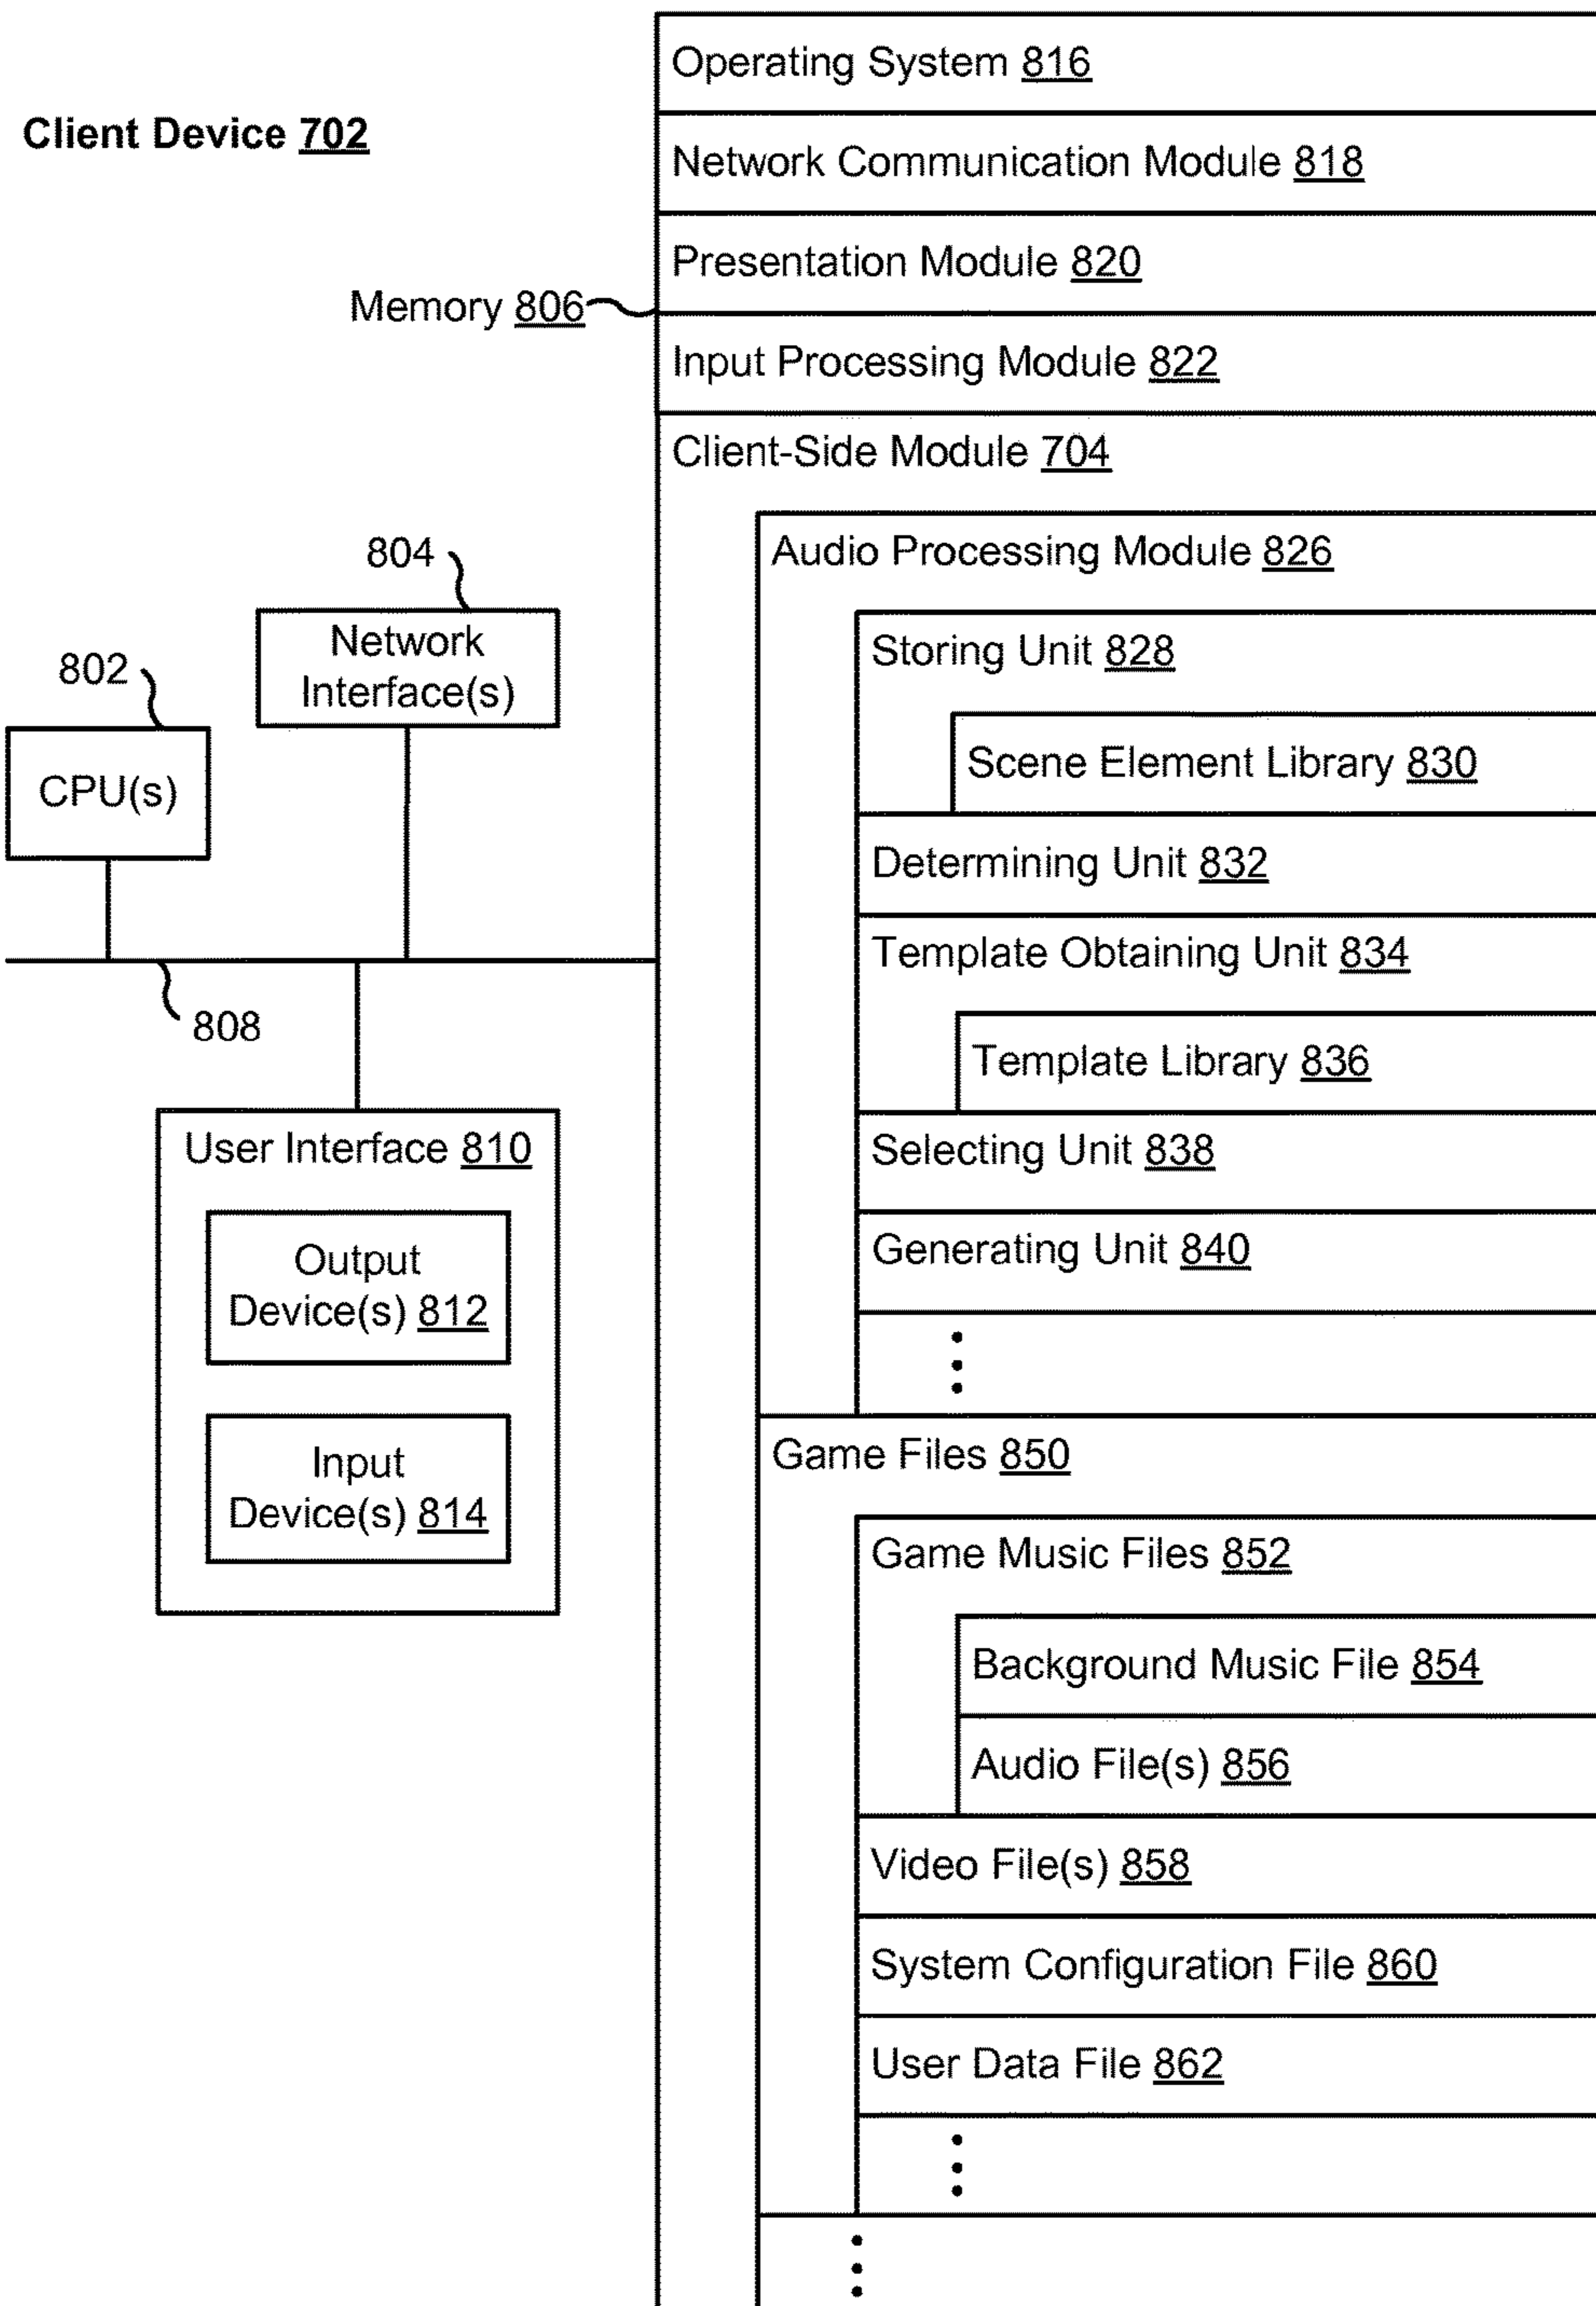 Client Device 702
Operating System 816
Network Communication Module 818
Presentation Module 820
Memory 806
Input Processing Module 822
Client-Side Module 704
Audio Processing Module 826
Storing Unit 828
Scene Element Library 830
Determining Unit 832
Template Obtaining Unit 834
Template Library 836
Selecting Unit 838
Generating Unit 840
Game Files 850
Game Music Files 852
Background Music File 854
Audio File(s) 856
Video File(s) 858
System Configuration File 860
User Data File 862
804
Network
Interface(s)
802
CPU(s)
808
User Interface 810
Output
Device(s) 812
Input
Device(s) 814